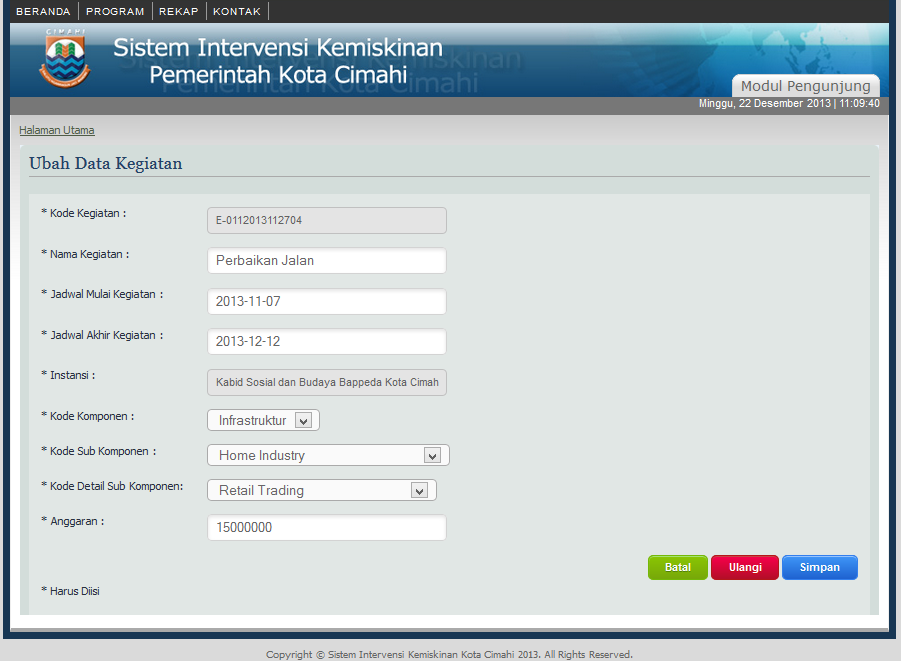 BERANDA PROGRAM REKAP KONTAK
CIMAHI
Sistem Intervensi Kemiskinan
Pemerintah Kota Cimahi
Modul Pengunjung
Minggu, 22 Desember 2013 | 11:09:40
Halaman Utama
Ubah Data Kegiatan
* Kode Kegiatan : E-0112013112704
* Nama Kegiatan : Perbaikan Jalan
* Jadwal Mulai Kegiatan : 2013-11-07
* Jadwal Akhir Kegiatan : 2013-12-12
* Instansi : Kabid Sosial dan Budaya Bappeda Kota Cimah
* Kode Komponen : Infrastruktur
* Kode Sub Komponen : Home Industry
* Kode Detail Sub Komponen: Retail Trading
* Anggaran : 15000000
Batal Ulangi Simpan
* Harus Diisi
Copyright © Sistem Intervensi Kemiskinan Kota Cimahi 2013. All Rights Reserved.